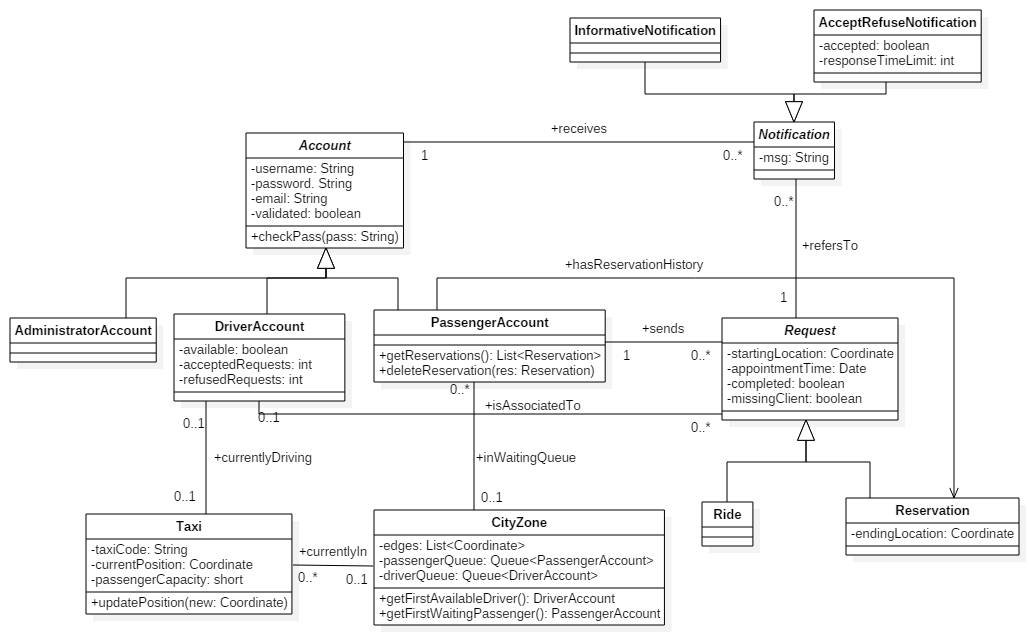 InformativeNotification
AcceptRefuseNotification
-accepted: boolean
-responseTimeLimit: int
+receives
1
0..*
Notification
-msg: String
Account
-username: String
-password. String
-email: String
-validated: boolean
+checkPass(pass: String)
0..*
+refersTo
1
+hasReservationHistory
AdministratorAccount
DriverAccount
-available: boolean
-acceptedRequests: int
-refusedRequests: int
PassengerAccount
+getReservations(): List<Reservation>
+deleteReservation(res: Reservation)
+sends
1
0..*
Request
-startingLocation: Coordinate
-appointmentTime: Date
-completed: boolean
-missingClient: boolean
0..1
0..1
0..*
+isAssociatedTo
0..*
+currentlyDriving
0..1
+inWaitingQueue
0..1
Taxi
-taxiCode: String
-currentPosition: Coordinate
-passengerCapacity: short
+updatePosition(new: Coordinate)
+currentlyIn
0..*
0..1
CityZone
-edges: List<Coordinate>
-passengerQueue: Queue<PassengerAccount>
-driverQueue: Queue<DriverAccount>
+getFirstAvailableDriver(): DriverAccount
+getFirstWaitingPassenger(): PassengerAccount
Ride
Reservation
-endingLocation: Coordinate